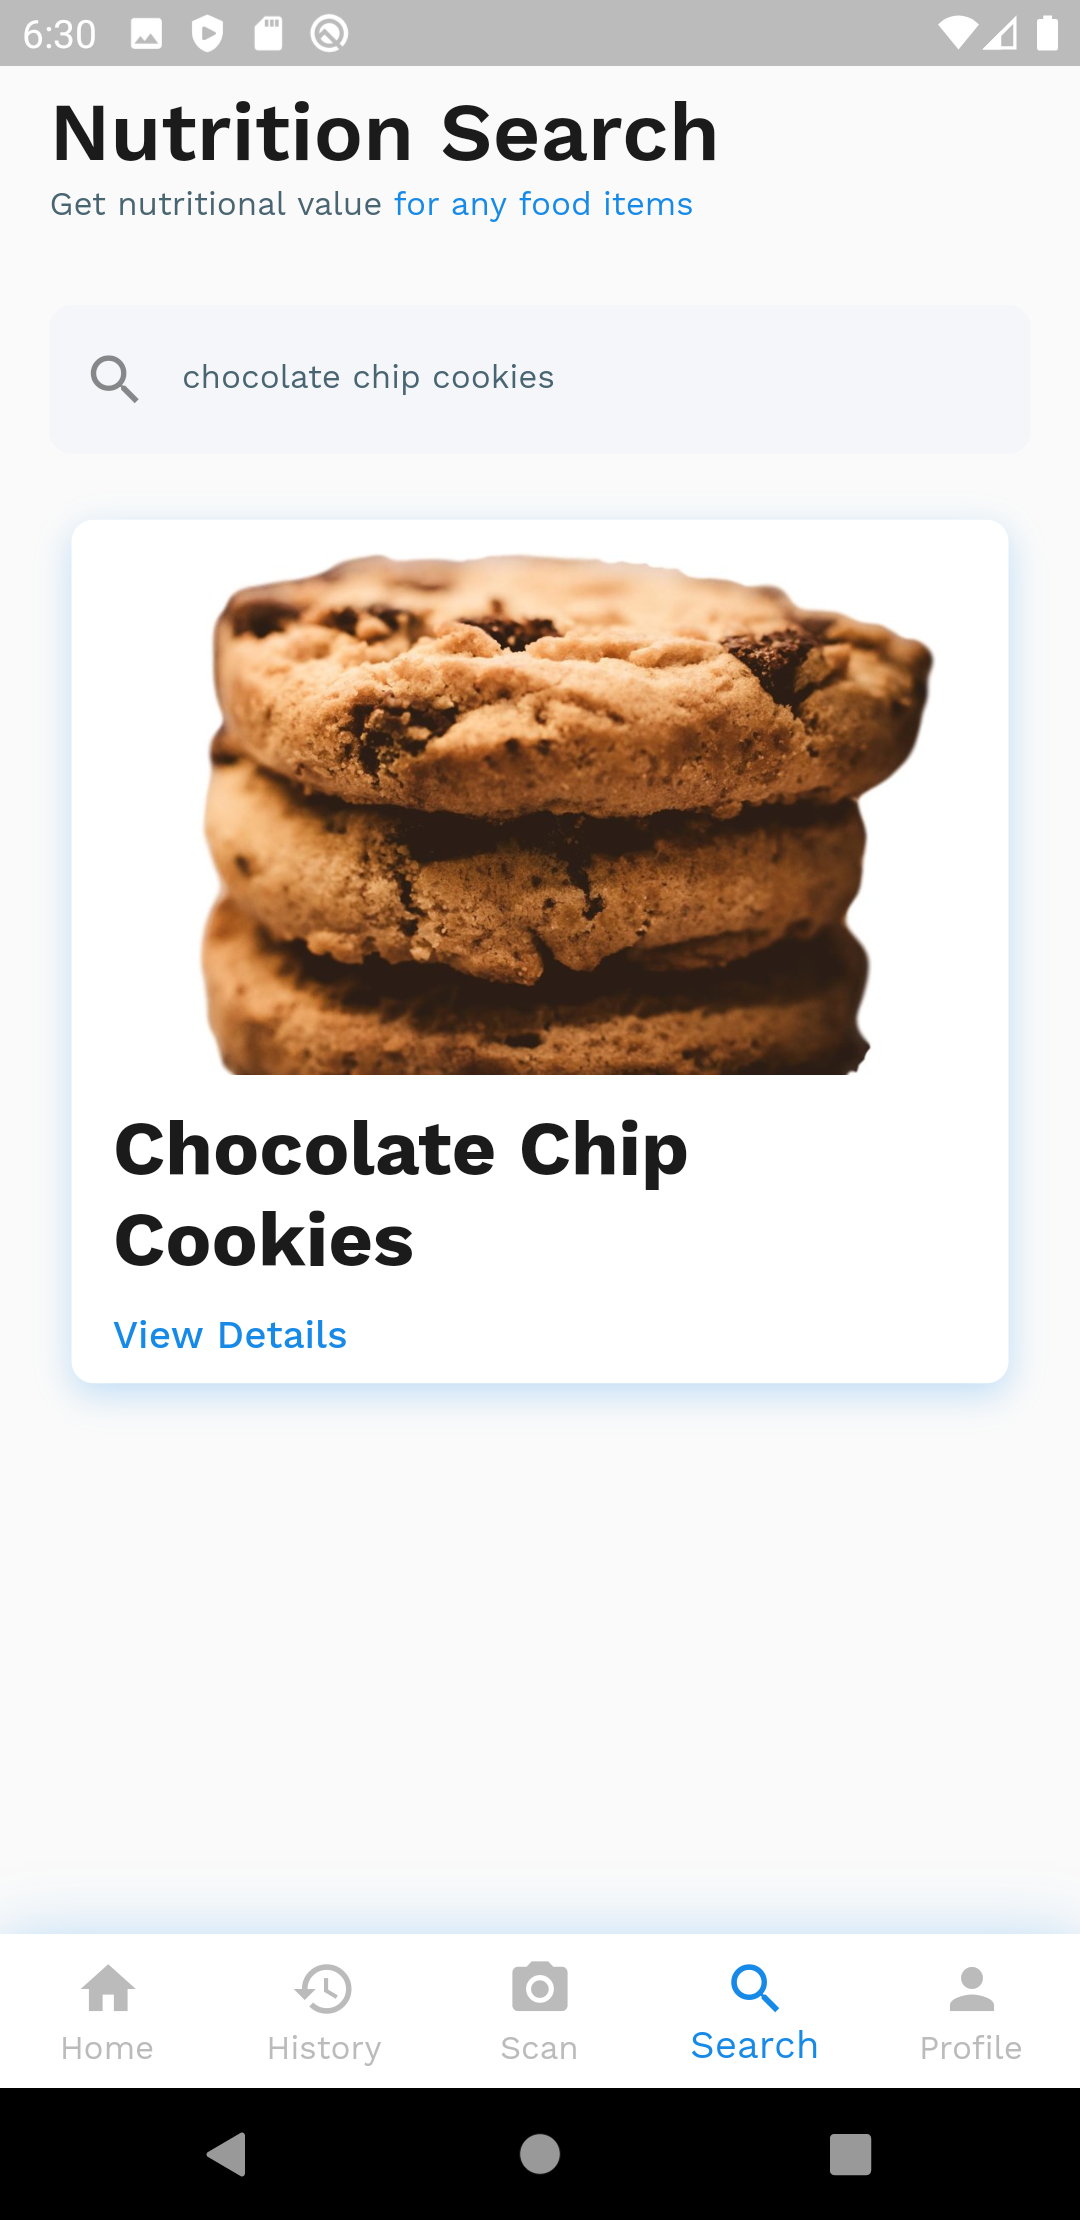 6:30
Nutrition Search
Get nutritional value for any food items
chocolate chip cookies
Chocolate Chip
Cookies
View Details
Home
History
Scan
Search
Profile